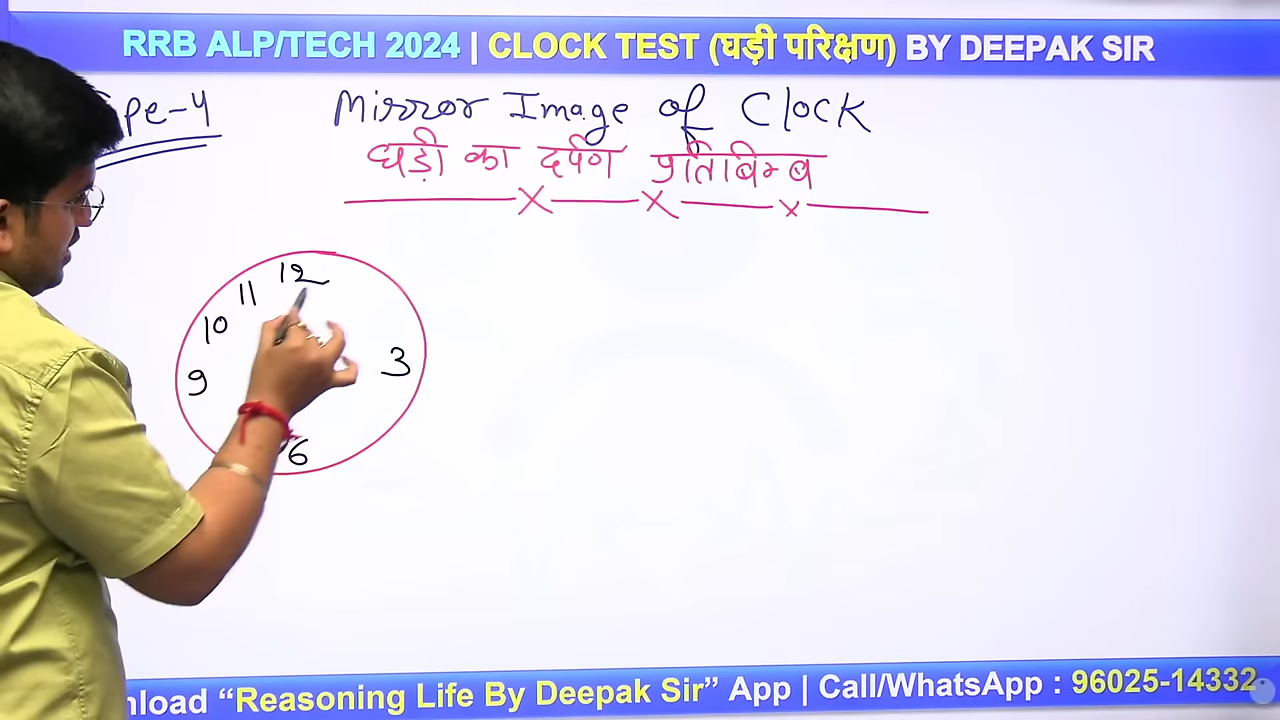 RRB ALP/TECH 2024 | CLOCK TEST (घड़ी परिक्षण) BY DEEPAK SIR
pe-4
Mirror Image of Clock
घड़ी का दर्पण प्रतिबिम्ब
12
11
10
9
3
6
nload “Reasoning Life By Deepak Sir” App | Call/WhatsApp : 96025-14332